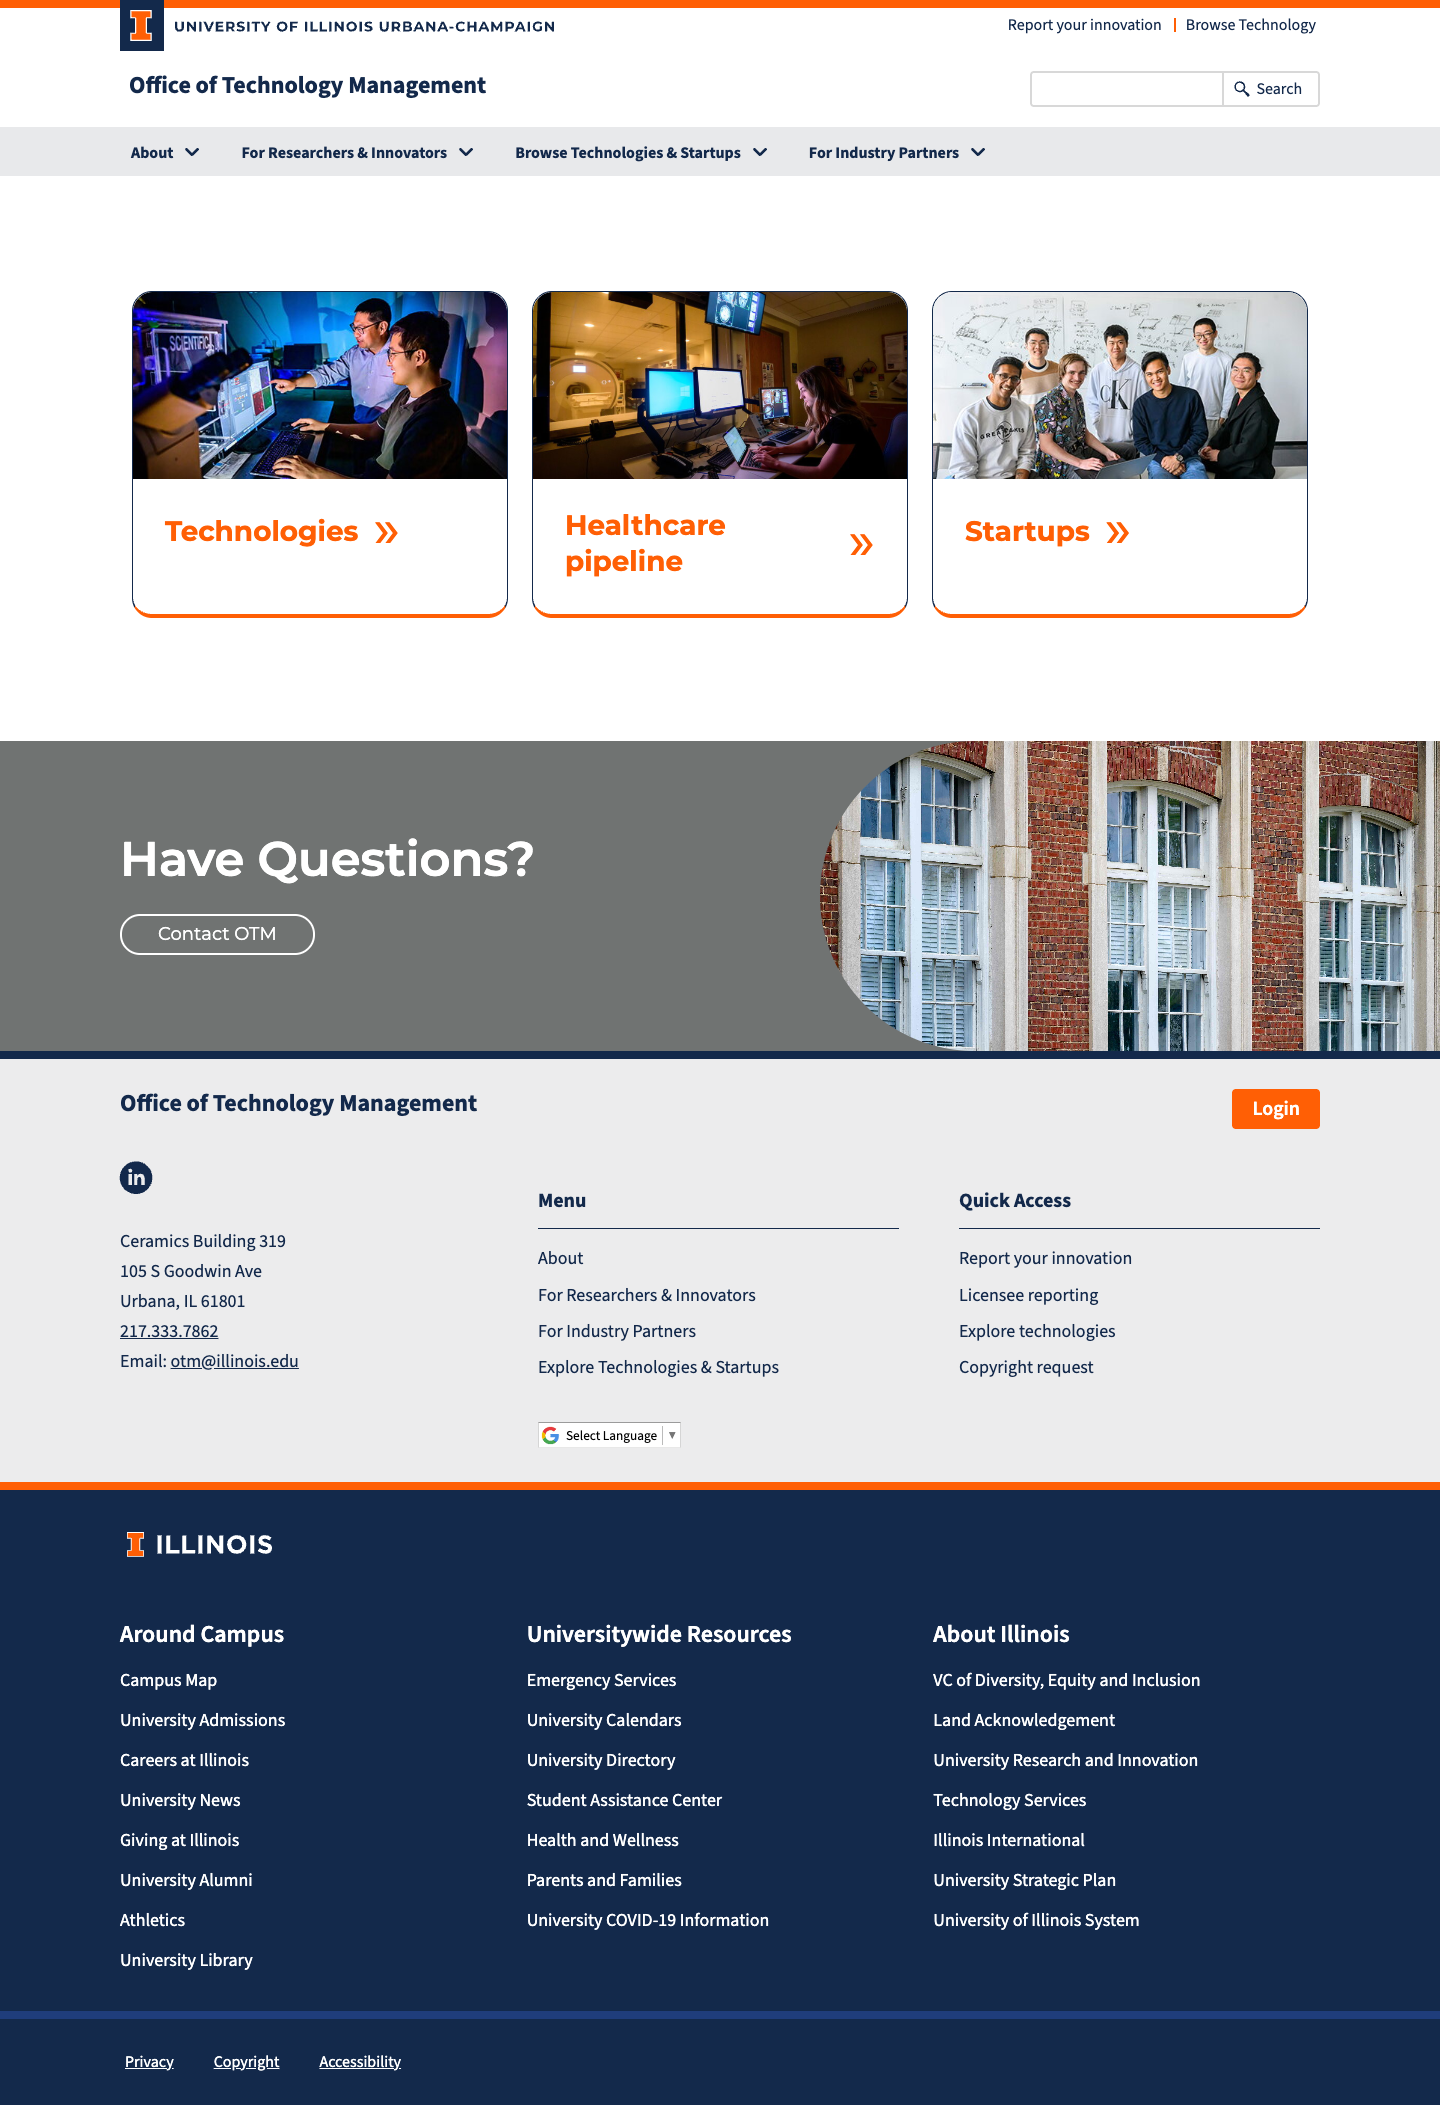 UNIVERSITY OF ILLINOIS URBANA-CHAMPAIGN
Report your innovation
Browse Technology
Office of Technology Management
Search
About
For Researchers & Innovators
Browse Technologies & Startups
For Industry Partners
SCIENTIFICA
CK
Technologies
Healthcare
pipeline
Startups
Have Questions?
Contact OTM
Office of Technology Management
Login
in
Ceramics Building 319
105 S Goodwin Ave
Urbana, IL 61801
217.333.7862
Email: otm@illinois.edu
Menu
About
For Researchers & Innovators
For Industry Partners
Explore Technologies & Startups
Select Language
Quick Access
Report your innovation
Licensee reporting
Explore technologies
Copyright request
ILLINOIS
Around Campus
Campus Map
University Admissions
Careers at Illinois
University News
Giving at Illinois
University Alumni
Athletics
University Library
Universitywide Resources
Emergency Services
University Calendars
University Directory
Student Assistance Center
Health and Wellness
Parents and Families
University COVID-19 Information
About Illinois
VC of Diversity, Equity and Inclusion
Land Acknowledgement
University Research and Innovation
Technology Services
Illinois International
University Strategic Plan
University of Illinois System
Privacy
Copyright
Accessibility